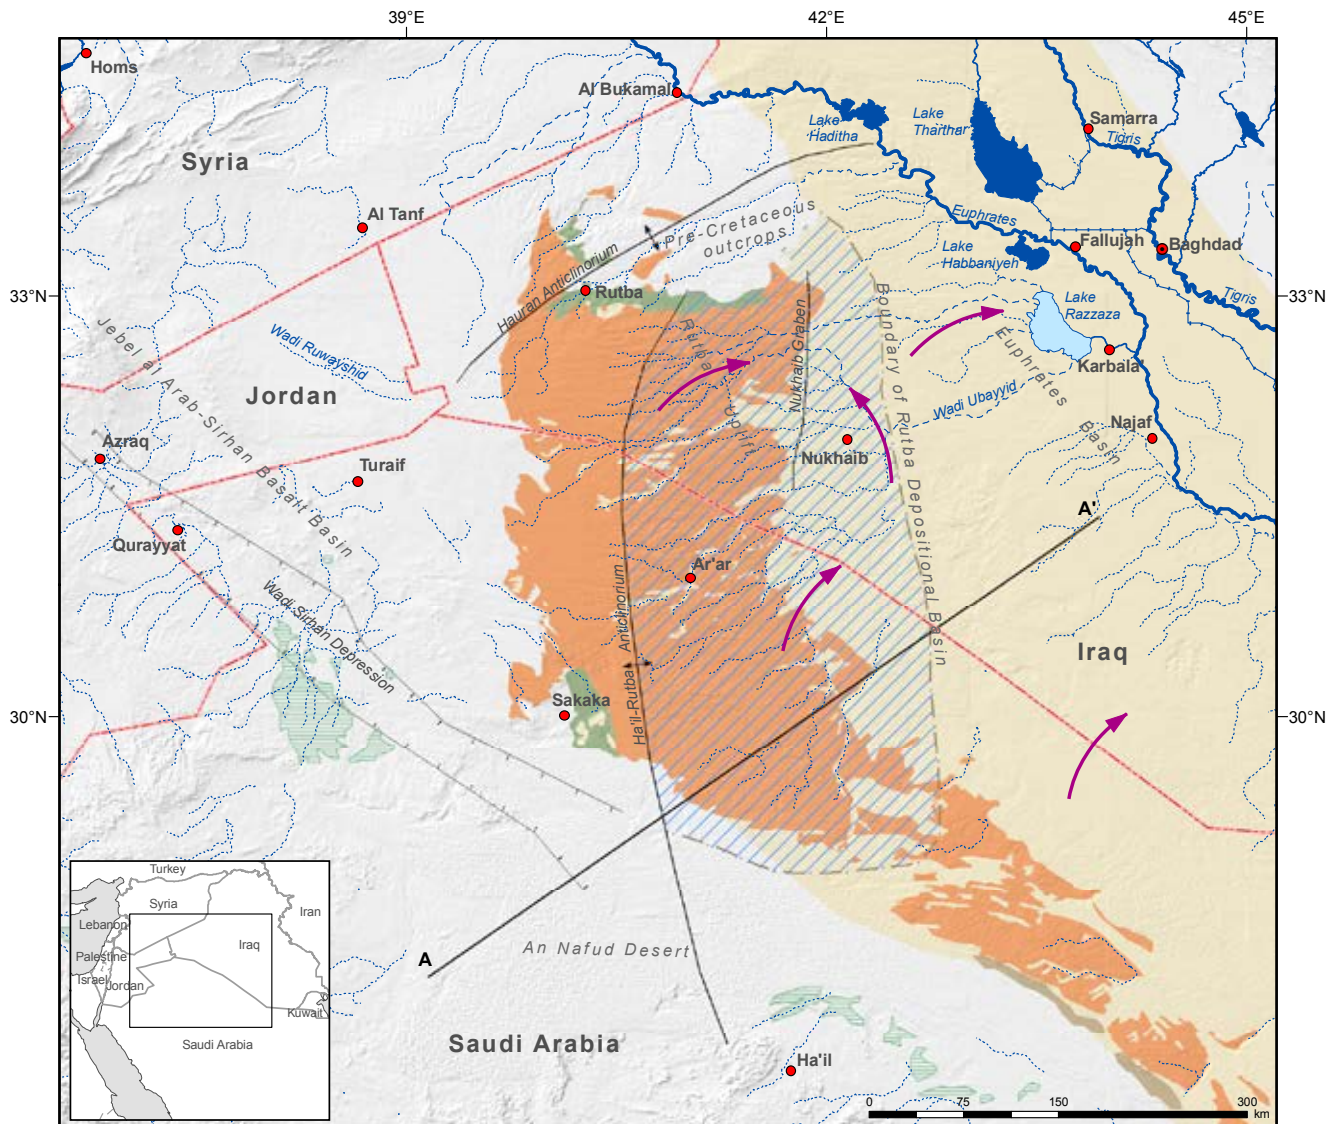 39°E
42°E
45°E
Homs
Al Bukamal
Lake
Haditha
Lake
Tharthar
Samarra
Tigris
Syria
Al Tanf
Pre-Cretaceous
outcrops
Euphrates
Fallujah
Baghdad
Lake
Habbaniyeh
Hauran Anticlinorium
33°N
33°N
Rutba
Lake
Razzaza
Tigris
Jebel al Arab-Sirhan Basalt Basin
Wadi Ruwayshid
Rutba Uplift
Nukhaib Graben
Boundary of Rutba Depositional Basin
Euphrates Basin
Karbala'
Jordan
Wadi Ubayyid
Azraq
Turaif
Nukhaib
Najaf
Qurayyat
A'
Wadi Sirhan Depression
Ar'ar
Ha'il-Rutba Anticlinorium
Iraq
Sakaka
30°N
30°N
An Nafud Desert
A
Saudi Arabia
Ha'il
Turkey
Syria
Iran
Lebanon
Iraq
Palestine
Israel
Jordan
Kuwait
Saudi Arabia
0 75 150 300
km